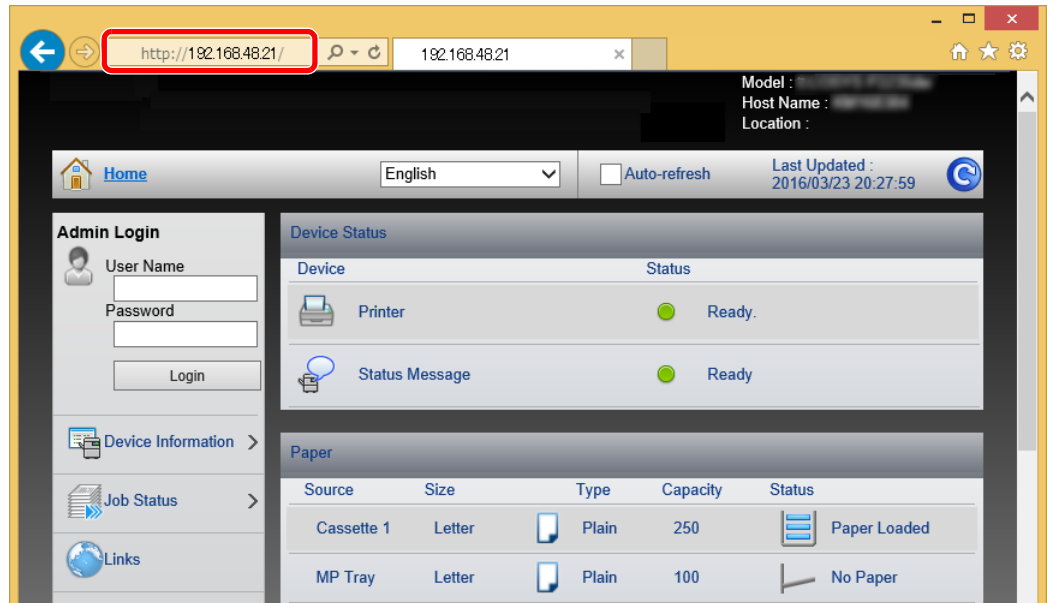 http://192.168.48.21/
192.168.48.21
Model :
Host Name :
Location :
Home
English
Auto-refresh
Last Updated :
2016/03/23 20:27:59
Admin Login
User Name
Password
Login
Device Information
Job Status
Links
Device Status
Device Status
Printer Ready.
Status Message Ready
Paper
Source Size Type Capacity Status
Cassette 1 Letter Plain 250 Paper Loaded
MP Tray Letter Plain 100 No Paper